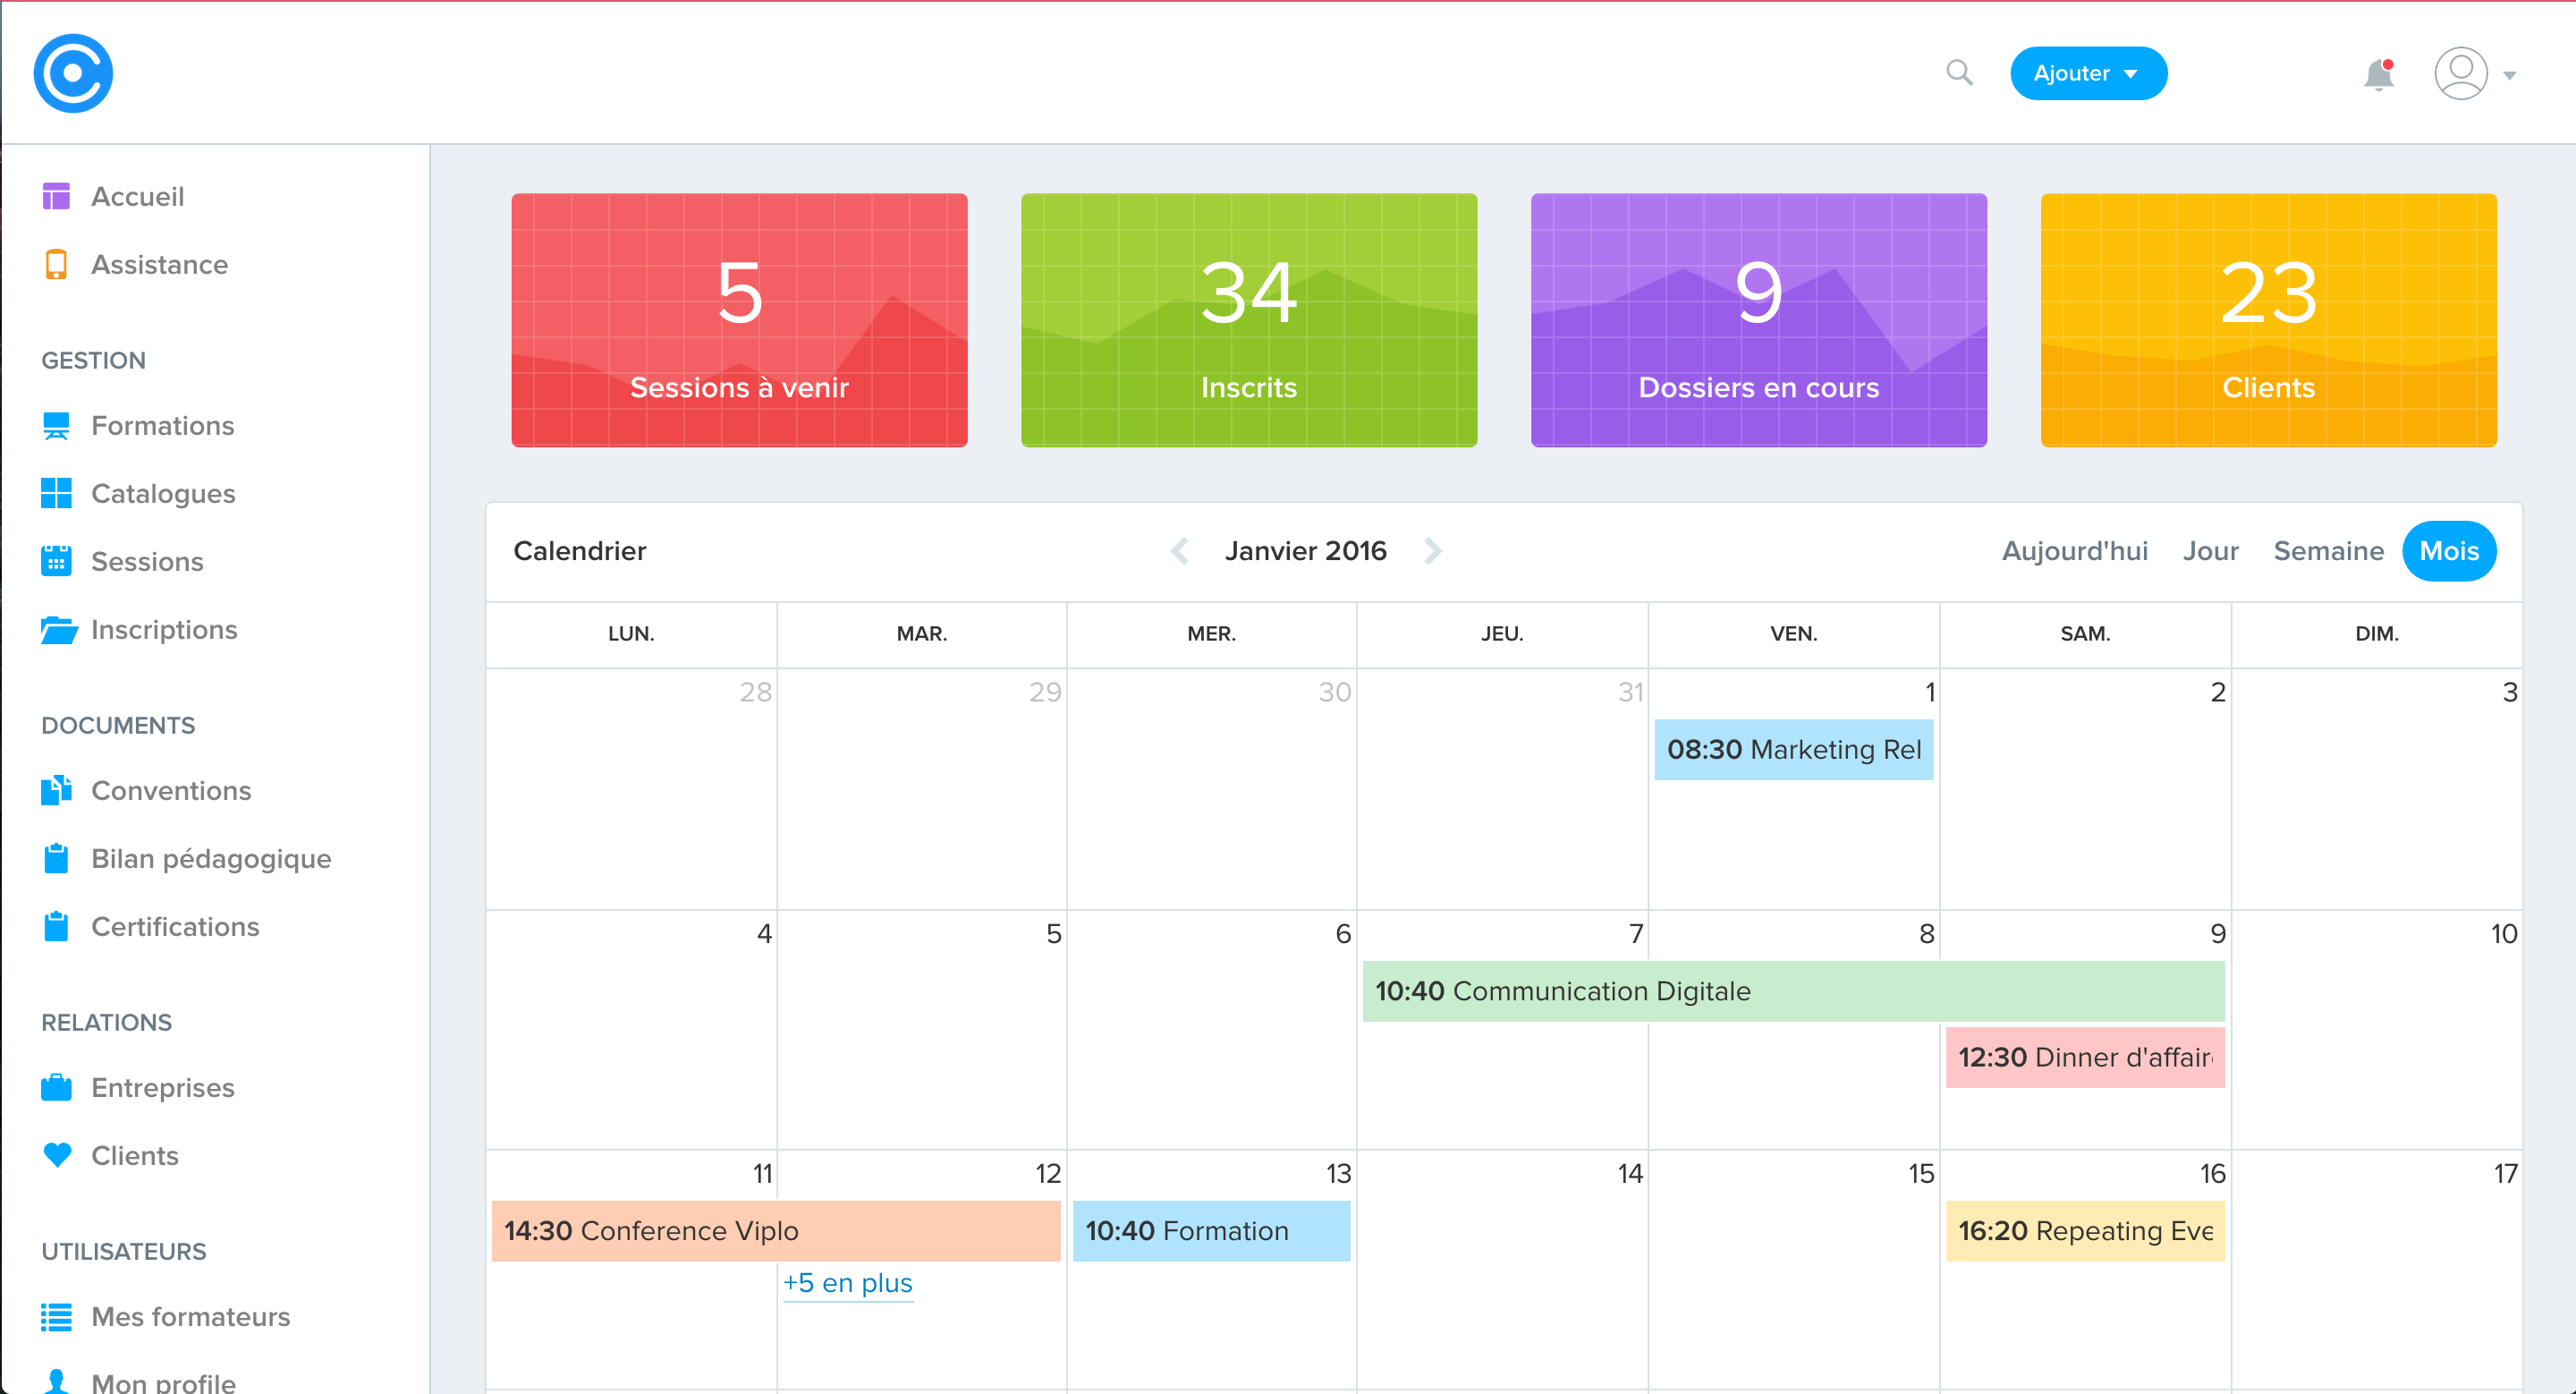 Ajouter
Accueil
Assistance
GESTION
Formations
Catalogues
Sessions
Inscriptions
DOCUMENTS
Conventions
Bilan pédagogique
Certifications
RELATIONS
Entreprises
Clients
UTILISATEURS
Mes formateurs
Mon profile
5
Sessions à venir
34
Inscrits
9
Dossiers en cours
23
Clients
Calendrier
Janvier 2016
Aujourd'hui Jour Semaine Mois
LUN. MAR. MER. JEU. VEN. SAM. DIM.
28 29 30 31 1 2 3
08:30 Marketing Rel
4 5 6 7 8 9 10
10:40 Communication Digitale
12:30 Dinner d'affair
11 12 13 14 15 16 17
14:30 Conference Viplo 10:40 Formation 16:20 Repeating Eve
+5 en plus